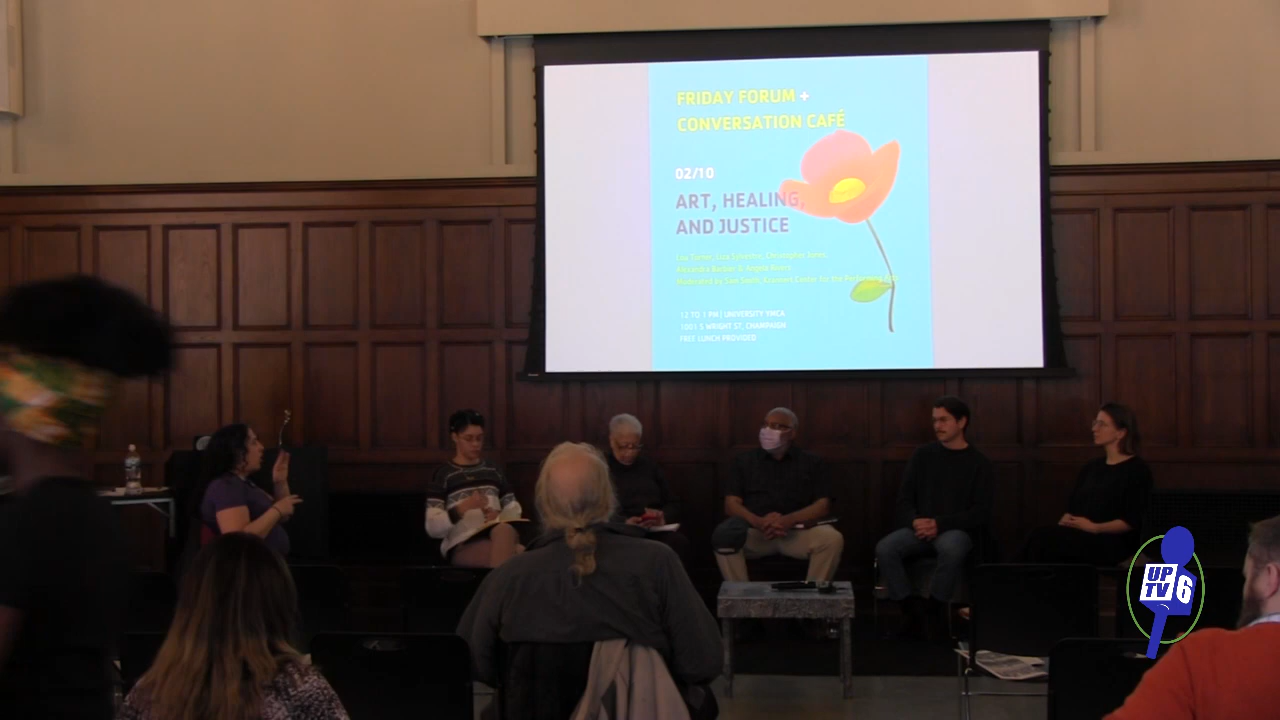 FRIDAY FORUM +
CONVERSATION CAFÉ
02/10
ART, HEALING,
AND JUSTICE
12 TO 1 PM | UNIVERSITY YMCA
1001 S WRIGHT ST, CHAMPAIGN
FREE LUNCH PROVIDED
UP
TV 6